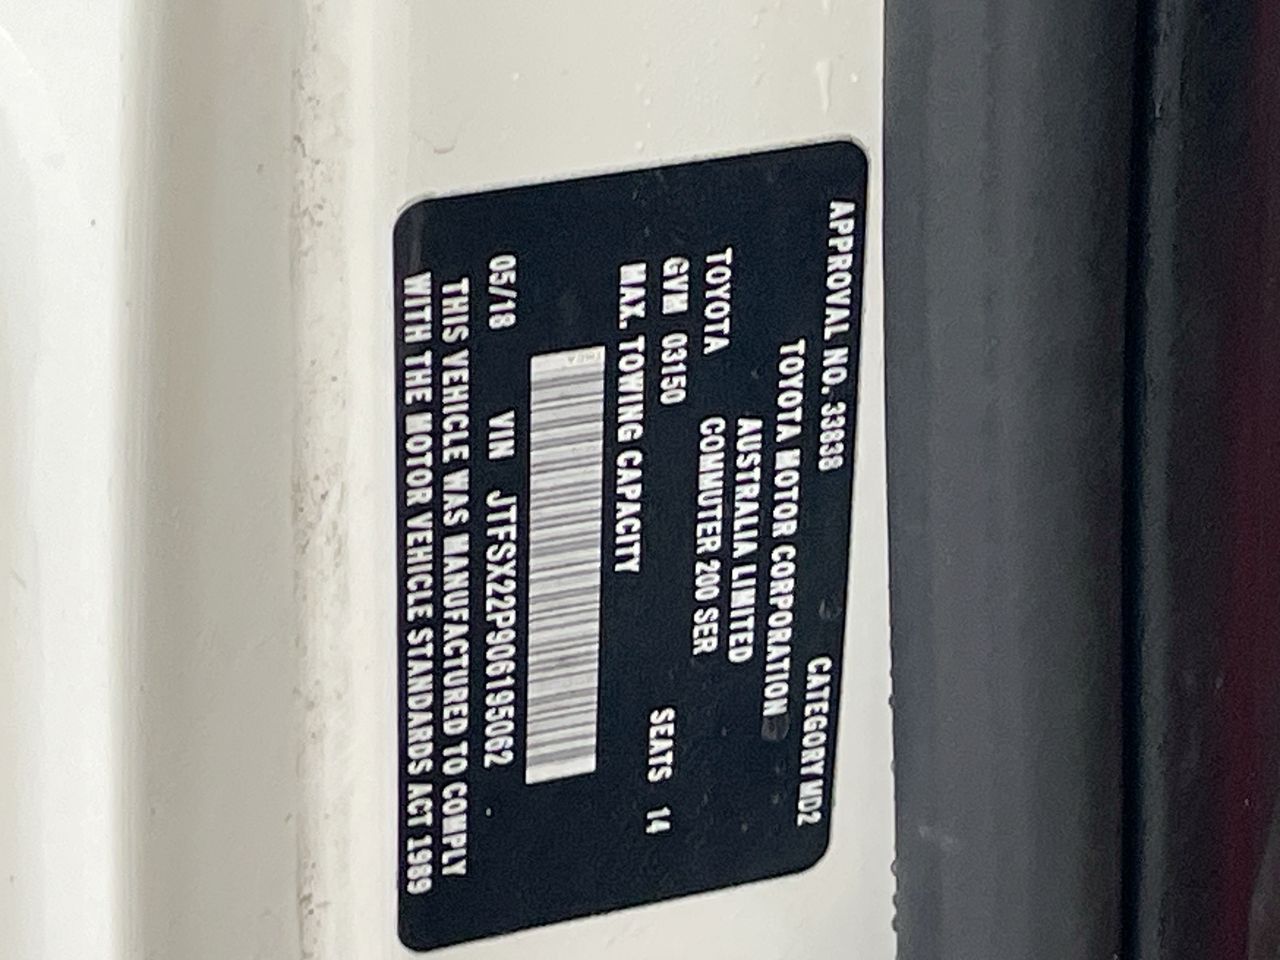 APPROVAL NO. 33838 CATEGORY MD2
TOYOTA MOTOR CORPORATION
AUSTRALIA LIMITED
TOYOTA COMMUTER 200 SER
GVM 03150 SEATS 14
MAX. TOWING CAPACITY
05/18 VIN JTFSX22P906195062
THIS VEHICLE WAS MANUFACTURED TO COMPLY
WITH THE MOTOR VEHICLE STANDARDS ACT 1989